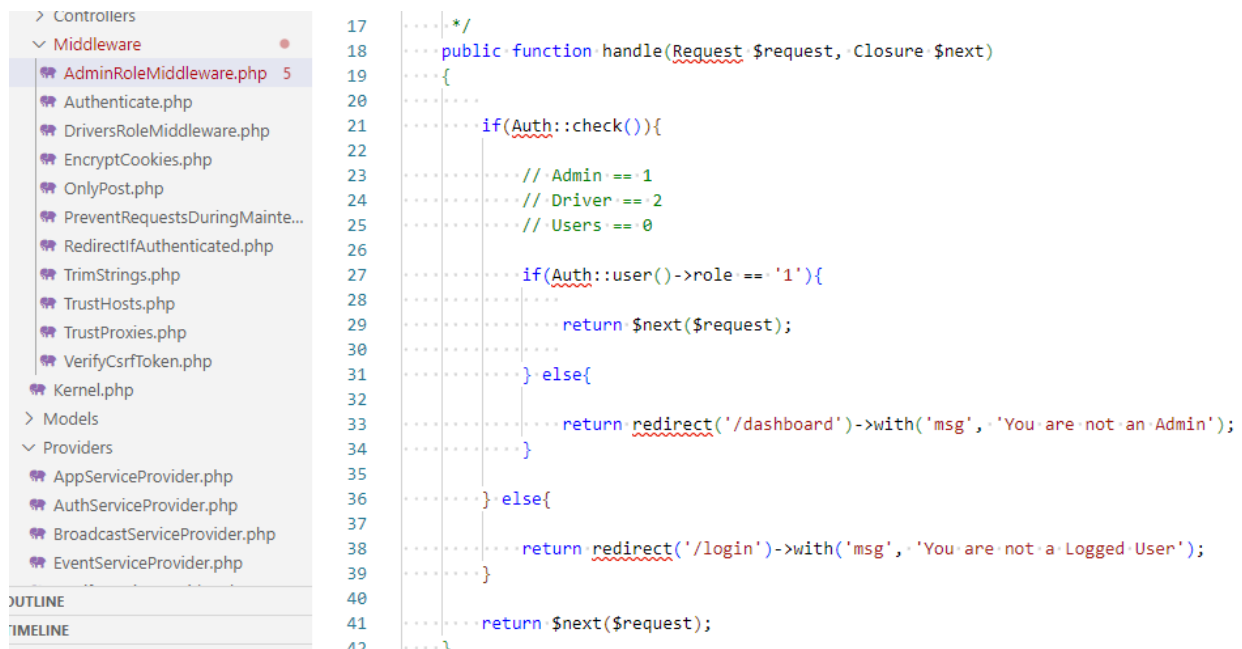 Controllers
Middleware
AdminRoleMiddleware.php 5
Authenticate.php
DriversRoleMiddleware.php
EncryptCookies.php
OnlyPost.php
PreventRequestsDuringMainte...
RedirectIfAuthenticated.php
TrimStrings.php
TrustHosts.php
TrustProxies.php
VerifyCsrfToken.php
Kernel.php
Models
Providers
AppServiceProvider.php
AuthServiceProvider.php
BroadcastServiceProvider.php
EventServiceProvider.php
OUTLINE
TIMELINE
17 */
18 public function handle(Request $request, Closure $next)
19 {
20
21 if(Auth::check()){
22
23 // Admin == 1
24 // Driver == 2
25 // Users == 0
26
27 if(Auth::user()->role == '1'){
28
29 return $next($request);
30
31 } else{
32
33 return redirect('/dashboard')->with('msg', 'You are not an Admin');
34 }
35
36 } else{
37
38 return redirect('/login')->with('msg', 'You are not a Logged User');
39 }
40
41 return $next($request);
42 }